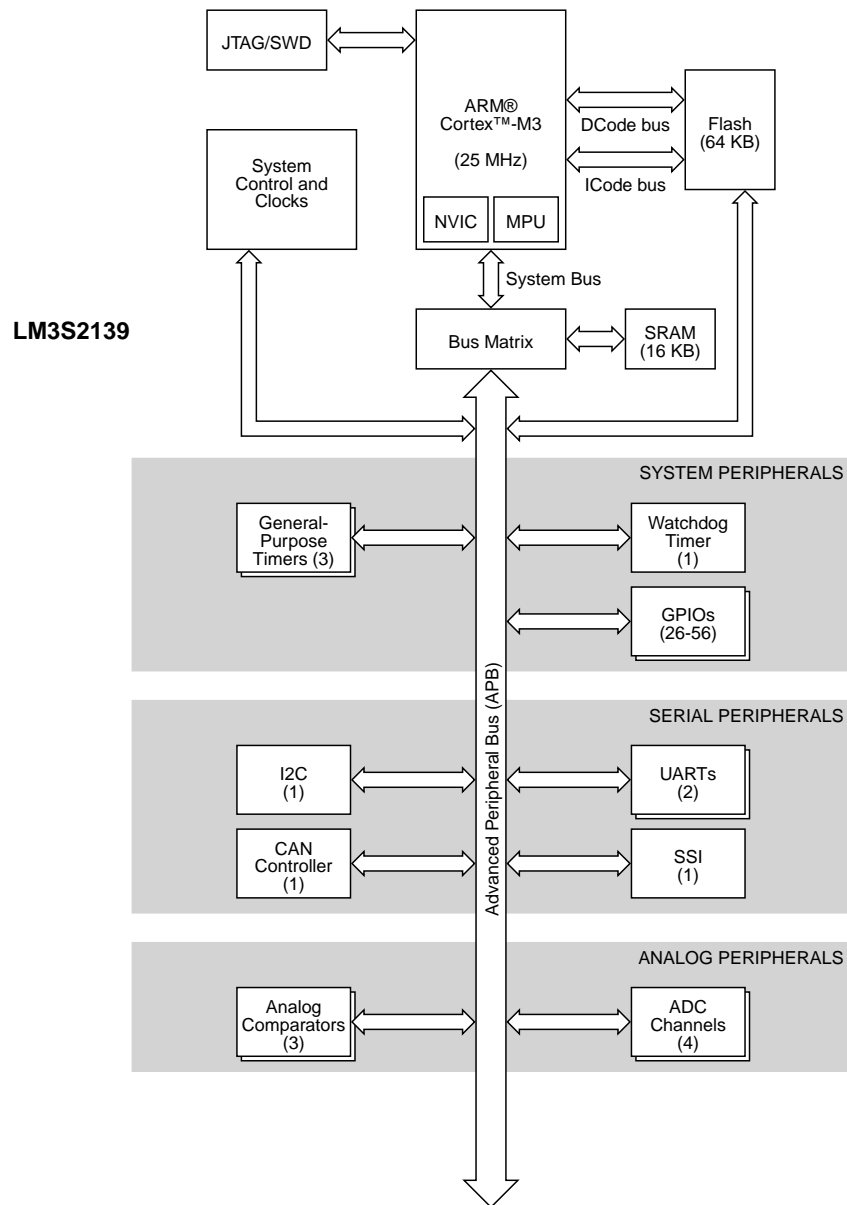 JTAG/SWD
ARM®
Cortex™-M3
(25 MHz)
NVIC
MPU
DCode bus
ICode bus
Flash
(64 KB)
System
Control and
Clocks
System Bus
LM3S2139
Bus Matrix
SRAM
(16 KB)
SYSTEM PERIPHERALS
General-
Purpose
Timers (3)
Watchdog
Timer
(1)
GPIOs
(26-56)
Advanced Peripheral Bus (APB)
SERIAL PERIPHERALS
I2C
(1)
UARTs
(2)
CAN
Controller
(1)
SSI
(1)
ANALOG PERIPHERALS
Analog
Comparators
(3)
ADC
Channels
(4)